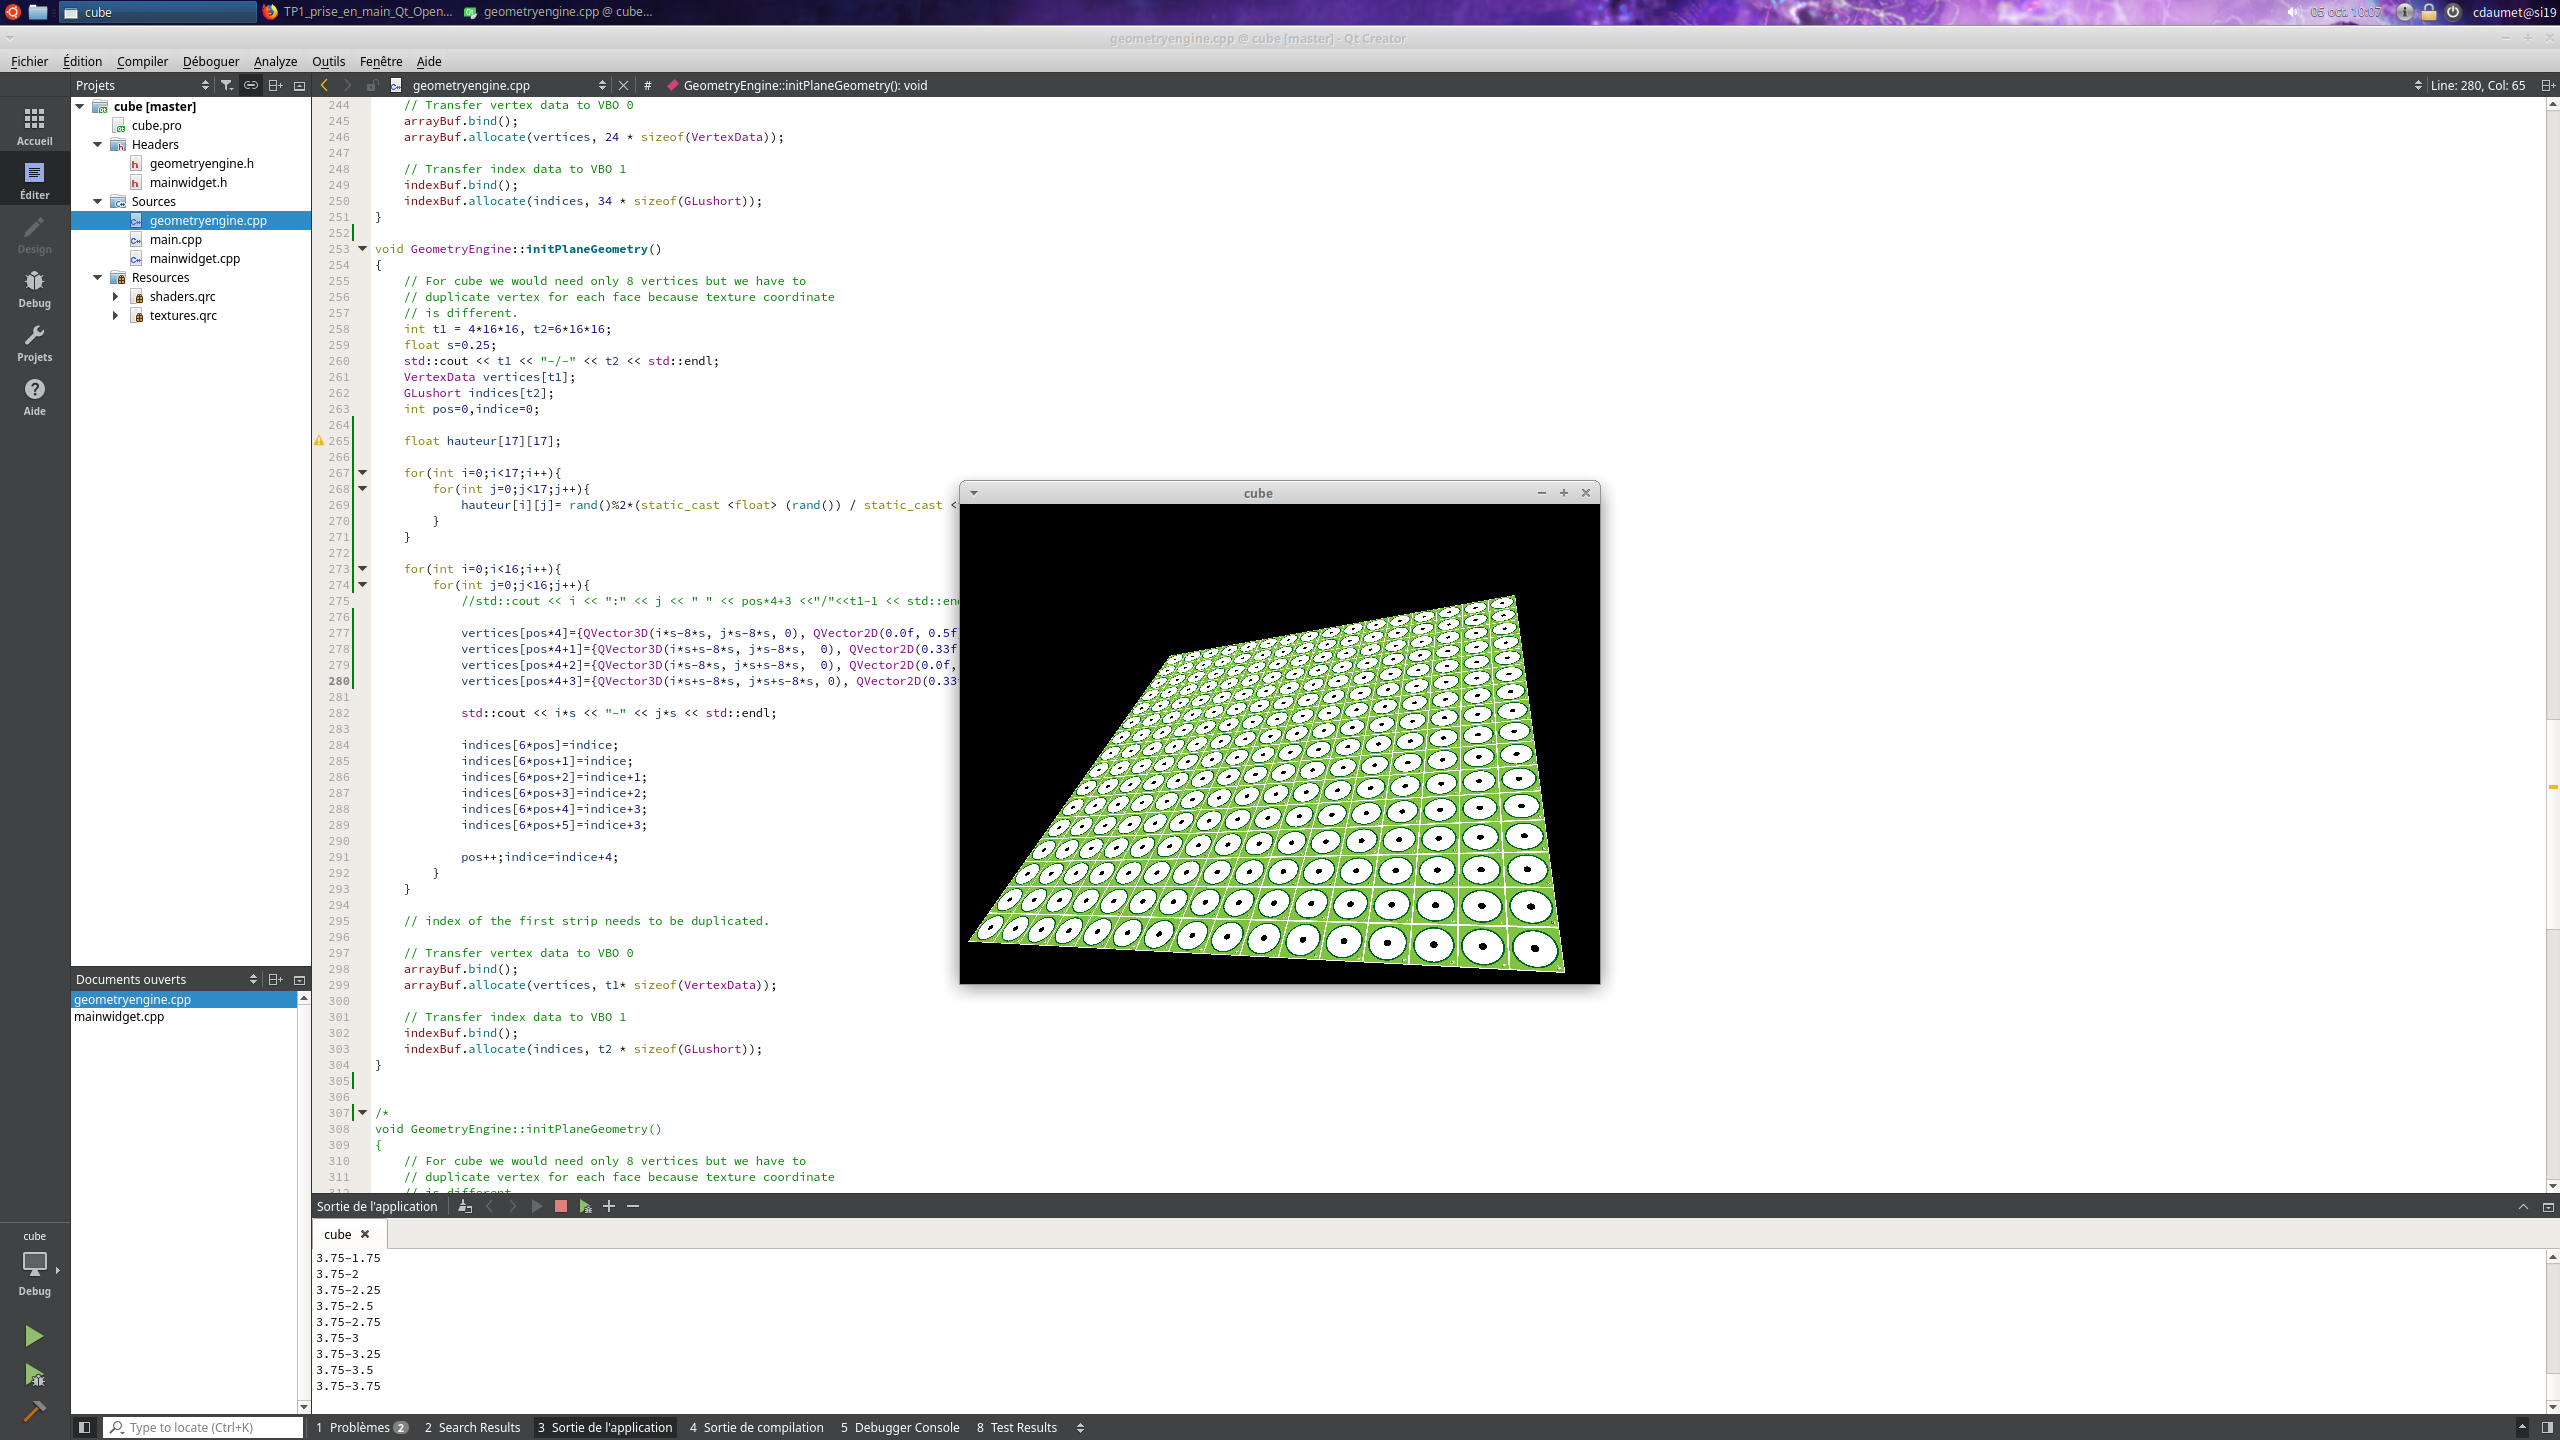 cube
TP1_prise_en_main_Qt_Open...
geometryengine.cpp @ cube...
05 oct. 10:07
cdaumet@si19
geometryengine.cpp @ cube [master] - Qt Creator
Fichier Édition Compiler Déboguer Analyze Outils Fenêtre Aide
Projets
geometryengine.cpp
# GeometryEngine::initPlaneGeometry(): void
Line: 280, Col: 65
Accueil
Éditer
Design
Debug
Projets
Aide
cube [master]
cube.pro
Headers
geometryengine.h
mainwidget.h
Sources
geometryengine.cpp
main.cpp
mainwidget.cpp
Resources
shaders.qrc
textures.qrc
Documents ouverts
geometryengine.cpp
mainwidget.cpp
244 // Transfer vertex data to VBO 0
245 arrayBuf.bind();
246 arrayBuf.allocate(vertices, 24 * sizeof(VertexData));
247
248 // Transfer index data to VBO 1
249 indexBuf.bind();
250 indexBuf.allocate(indices, 34 * sizeof(GLushort));
251 }
252
253 void GeometryEngine::initPlaneGeometry()
254 {
255 // For cube we would need only 8 vertices but we have to
256 // duplicate vertex for each face because texture coordinate
257 // is different.
258 int t1 = 4*16*16, t2=6*16*16;
259 float s=0.25;
260 std::cout << t1 << "-/-" << t2 << std::endl;
261 VertexData vertices[t1];
262 GLushort indices[t2];
263 int pos=0,indice=0;
264
265 float hauteur[17][17];
266
267 for(int i=0;i<17;i++){
268 for(int j=0;j<17;j++){
269 hauteur[i][j]= rand()%2*(static_cast <float> (rand()) / static_cast <
270 }
271 }
272
273 for(int i=0;i<16;i++){
274 for(int j=0;j<16;j++){
275 //std::cout << i << ":" << j << " " << pos*4+3 <<"/"<<t1-1 << std::en
276
277 vertices[pos*4]={QVector3D(i*s-8*s, j*s-8*s, 0), QVector2D(0.0f, 0.5f
278 vertices[pos*4+1]={QVector3D(i*s+s-8*s, j*s-8*s, 0), QVector2D(0.33f
279 vertices[pos*4+2]={QVector3D(i*s-8*s, j*s+s-8*s, 0), QVector2D(0.0f,
280 vertices[pos*4+3]={QVector3D(i*s+s-8*s, j*s+s-8*s, 0), QVector2D(0.33
281
282 std::cout << i*s << "-" << j*s << std::endl;
283
284 indices[6*pos]=indice;
285 indices[6*pos+1]=indice;
286 indices[6*pos+2]=indice+1;
287 indices[6*pos+3]=indice+2;
288 indices[6*pos+4]=indice+3;
289 indices[6*pos+5]=indice+3;
290
291 pos++;indice=indice+4;
292 }
293 }
294
295 // index of the first strip needs to be duplicated.
296
297 // Transfer vertex data to VBO 0
298 arrayBuf.bind();
299 arrayBuf.allocate(vertices, t1* sizeof(VertexData));
300
301 // Transfer index data to VBO 1
302 indexBuf.bind();
303 indexBuf.allocate(indices, t2 * sizeof(GLushort));
304 }
305
306
307 /*
308 void GeometryEngine::initPlaneGeometry()
309 {
310 // For cube we would need only 8 vertices but we have to
311 // duplicate vertex for each face because texture coordinate
312 // is different.
cube
Sortie de l'application
cube
3.75-1.75
3.75-2
3.75-2.25
3.75-2.5
3.75-2.75
3.75-3
3.75-3.25
3.75-3.5
3.75-3.75
cube
Debug
Type to locate (Ctrl+K)
1 Problèmes 2
2 Search Results
3 Sortie de l'application
4 Sortie de compilation
5 Debugger Console
8 Test Results